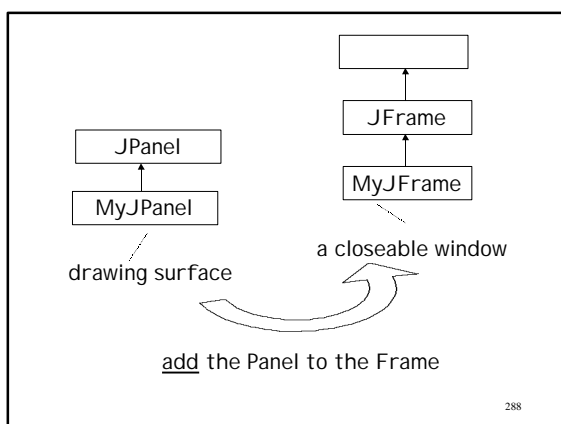 JFrame
JPanel
MyJPanel
MyJFrame
drawing surface
a closeable window
add the Panel to the Frame
288